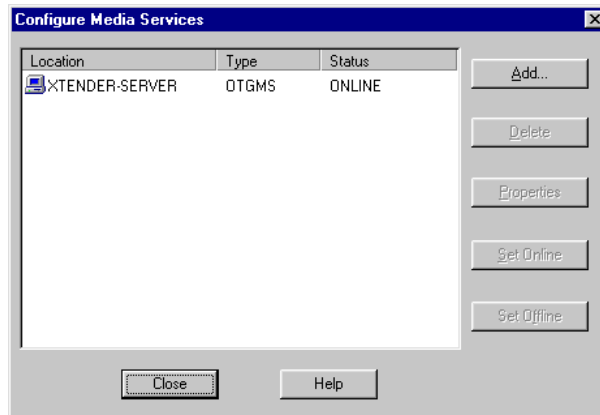 Configure Media Services
Location Type Status
XTENDER-SERVER OTGMS ONLINE
Add...
Delete
Properties
Set Online
Set Offline
Close Help